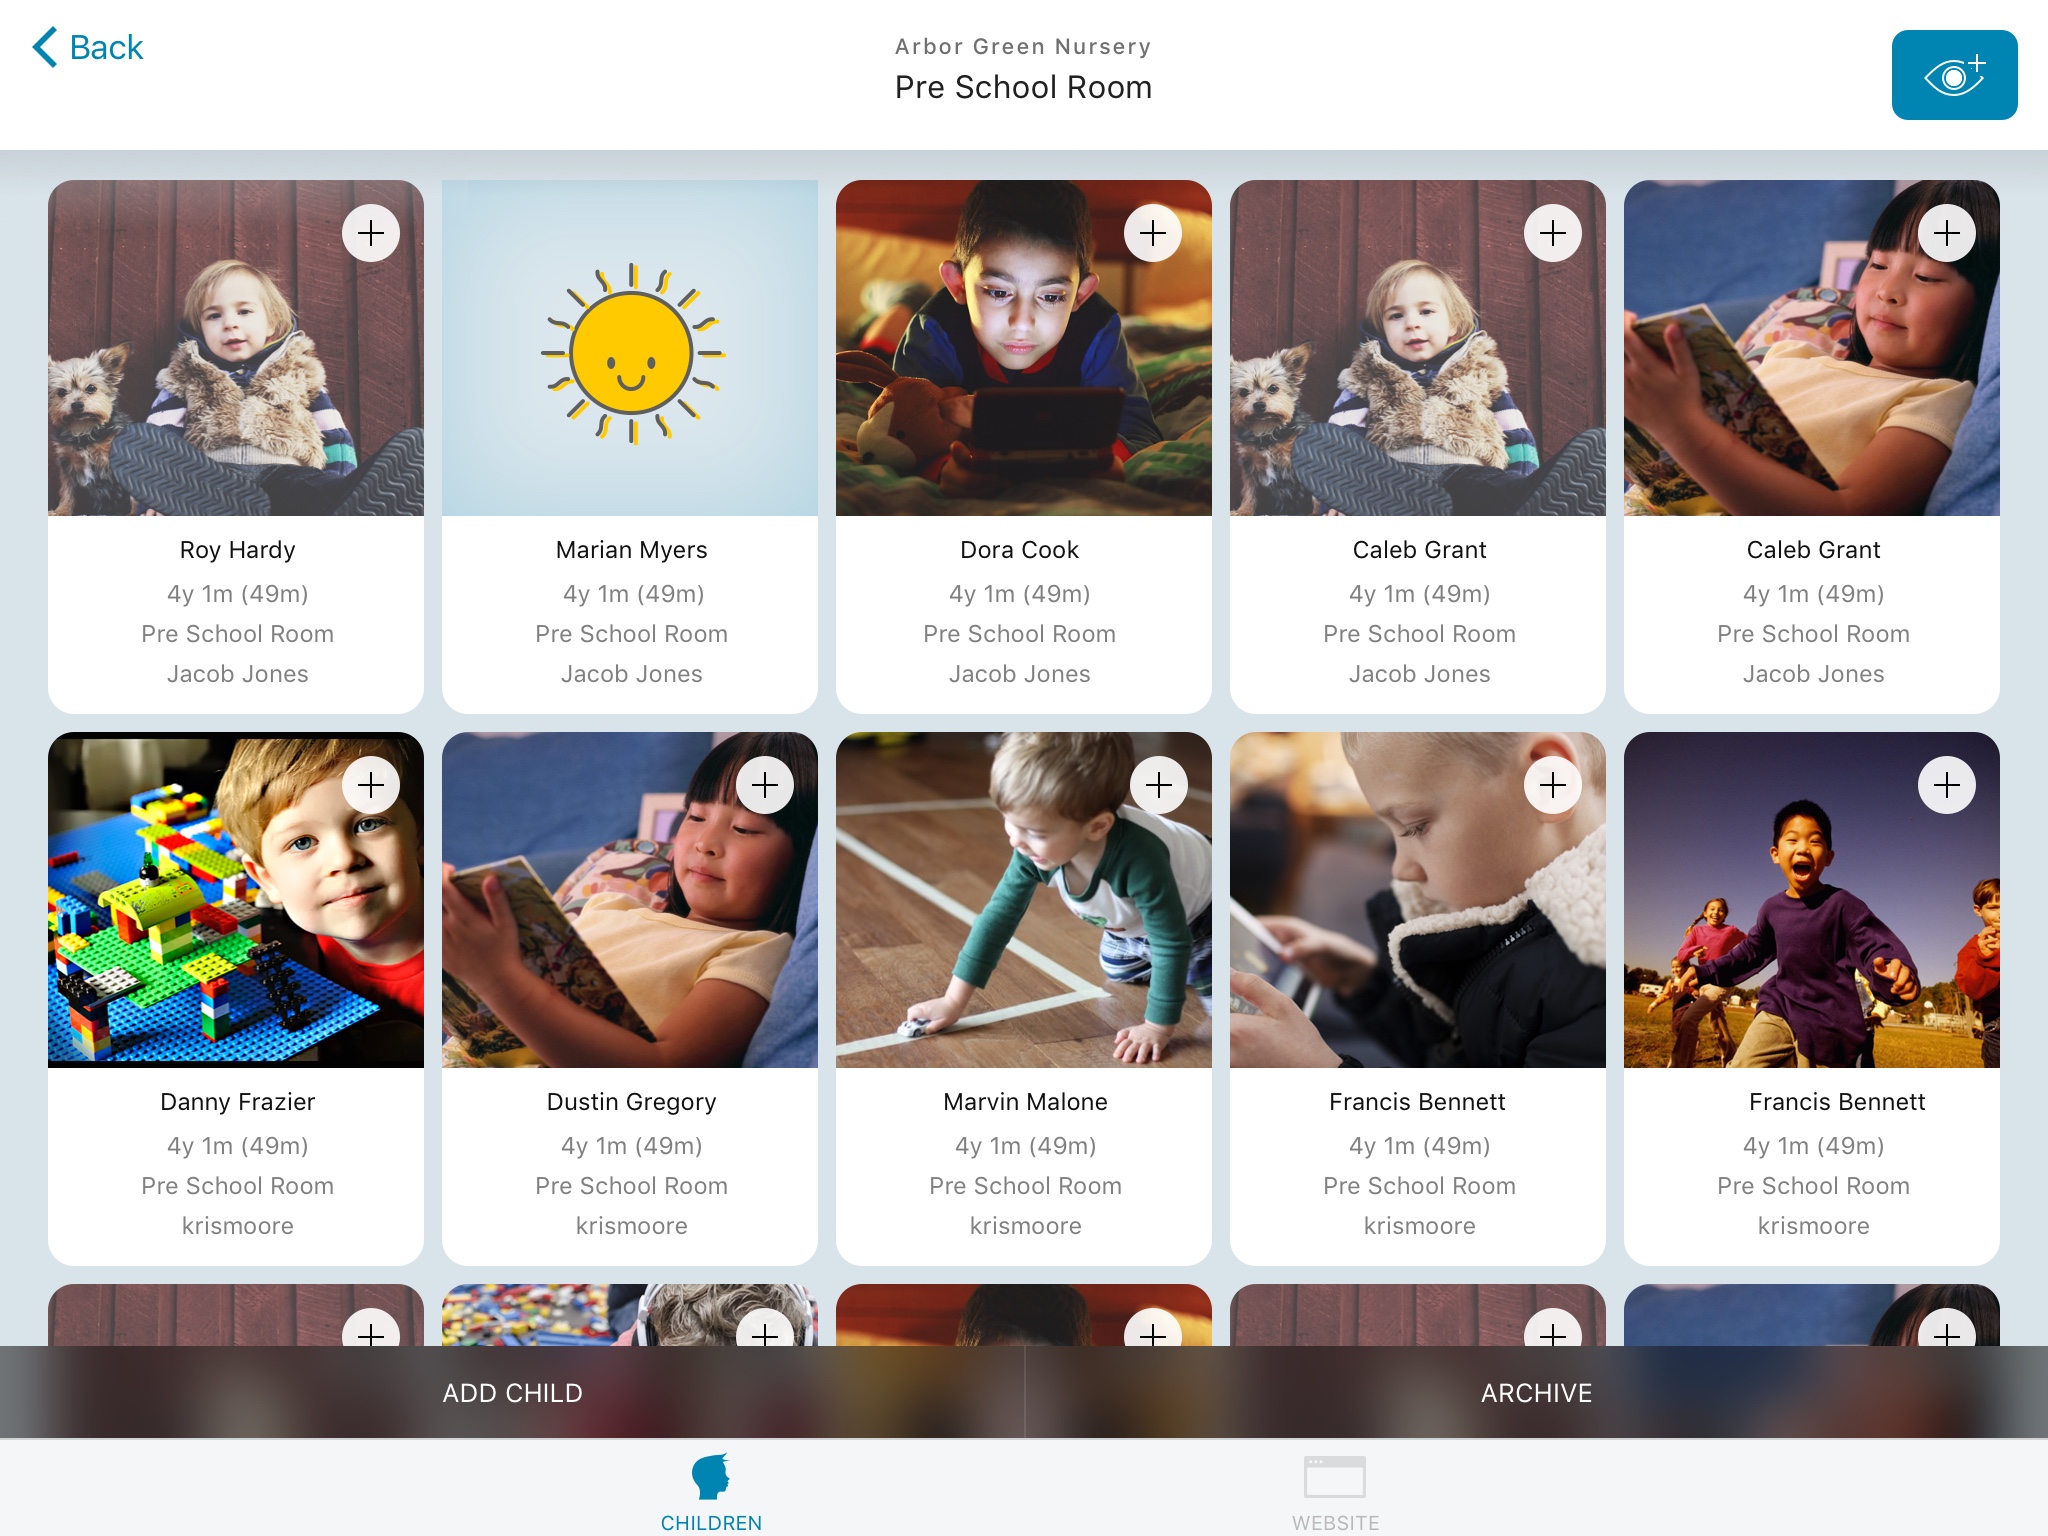 Back
Arbor Green Nursery
Pre School Room
Roy Hardy
4y 1m (49m)
Pre School Room
Jacob Jones
Marian Myers
4y 1m (49m)
Pre School Room
Jacob Jones
Dora Cook
4y 1m (49m)
Pre School Room
Jacob Jones
Caleb Grant
4y 1m (49m)
Pre School Room
Jacob Jones
Caleb Grant
4y 1m (49m)
Pre School Room
Jacob Jones
Danny Frazier
4y 1m (49m)
Pre School Room
krismoore
Dustin Gregory
4y 1m (49m)
Pre School Room
krismoore
Marvin Malone
4y 1m (49m)
Pre School Room
krismoore
Francis Bennett
4y 1m (49m)
Pre School Room
krismoore
Francis Bennett
4y 1m (49m)
Pre School Room
krismoore
ADD CHILD
ARCHIVE
CHILDREN
WEBSITE